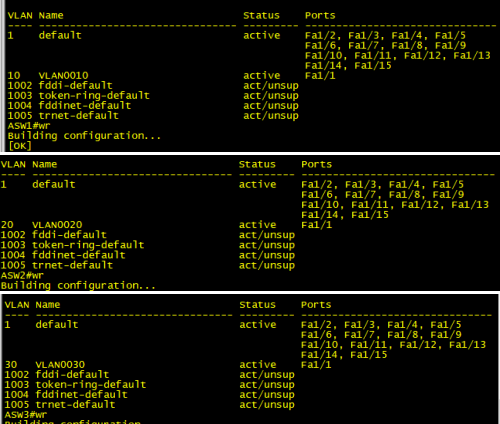 VLAN Name                             Status    Ports
---- -------------------------------- --------- -------------------------------
1    default                          active    Fa1/2, Fa1/3, Fa1/4, Fa1/5
                                                Fa1/6, Fa1/7, Fa1/8, Fa1/9
                                                Fa1/10, Fa1/11, Fa1/12, Fa1/13
                                                Fa1/14, Fa1/15
10   VLAN0010                         active    Fa1/1
1002 fddi-default                     act/unsup
1003 token-ring-default               act/unsup
1004 fddinet-default                  act/unsup
1005 trnet-default                    act/unsup
ASW1#wr
Building configuration...
[OK]
VLAN Name                             Status    Ports
---- -------------------------------- --------- -------------------------------
1    default                          active    Fa1/2, Fa1/3, Fa1/4, Fa1/5
                                                Fa1/6, Fa1/7, Fa1/8, Fa1/9
                                                Fa1/10, Fa1/11, Fa1/12, Fa1/13
                                                Fa1/14, Fa1/15
20   VLAN0020                         active    Fa1/1
1002 fddi-default                     act/unsup
1003 token-ring-default               act/unsup
1004 fddinet-default                  act/unsup
1005 trnet-default                    act/unsup
ASW2#wr
Building configuration...
VLAN Name                             Status    Ports
---- -------------------------------- --------- -------------------------------
1    default                          active    Fa1/2, Fa1/3, Fa1/4, Fa1/5
                                                Fa1/6, Fa1/7, Fa1/8, Fa1/9
                                                Fa1/10, Fa1/11, Fa1/12, Fa1/13
                                                Fa1/14, Fa1/15
30   VLAN0030                         active    Fa1/1
1002 fddi-default                     act/unsup
1003 token-ring-default               act/unsup
1004 fddinet-default                  act/unsup
1005 trnet-default                    act/unsup
ASW3#wr